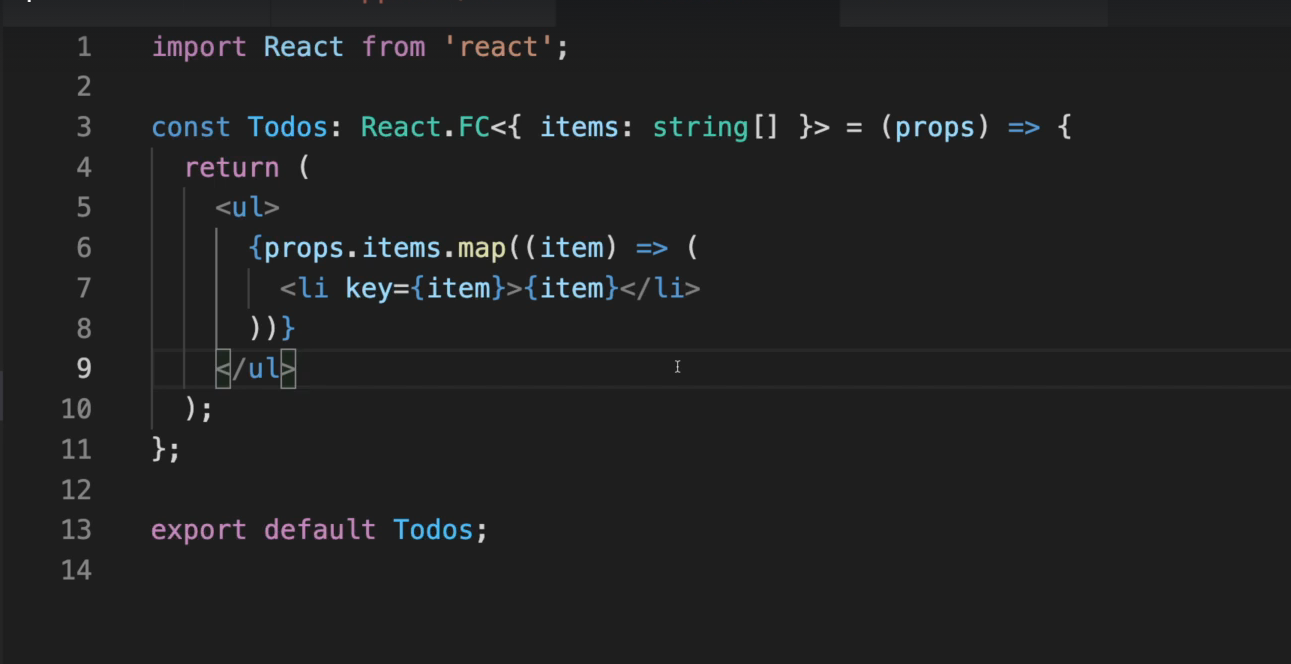 1 import React from 'react';
2
3 const Todos: React.FC<{ items: string[] }> = (props) => {
4 return (
5 <ul>
6 {props.items.map((item) => (
7 <li key={item}>{item}</li>
8 ))}
9 </ul>
10 );
11 };
12
13 export default Todos;
14